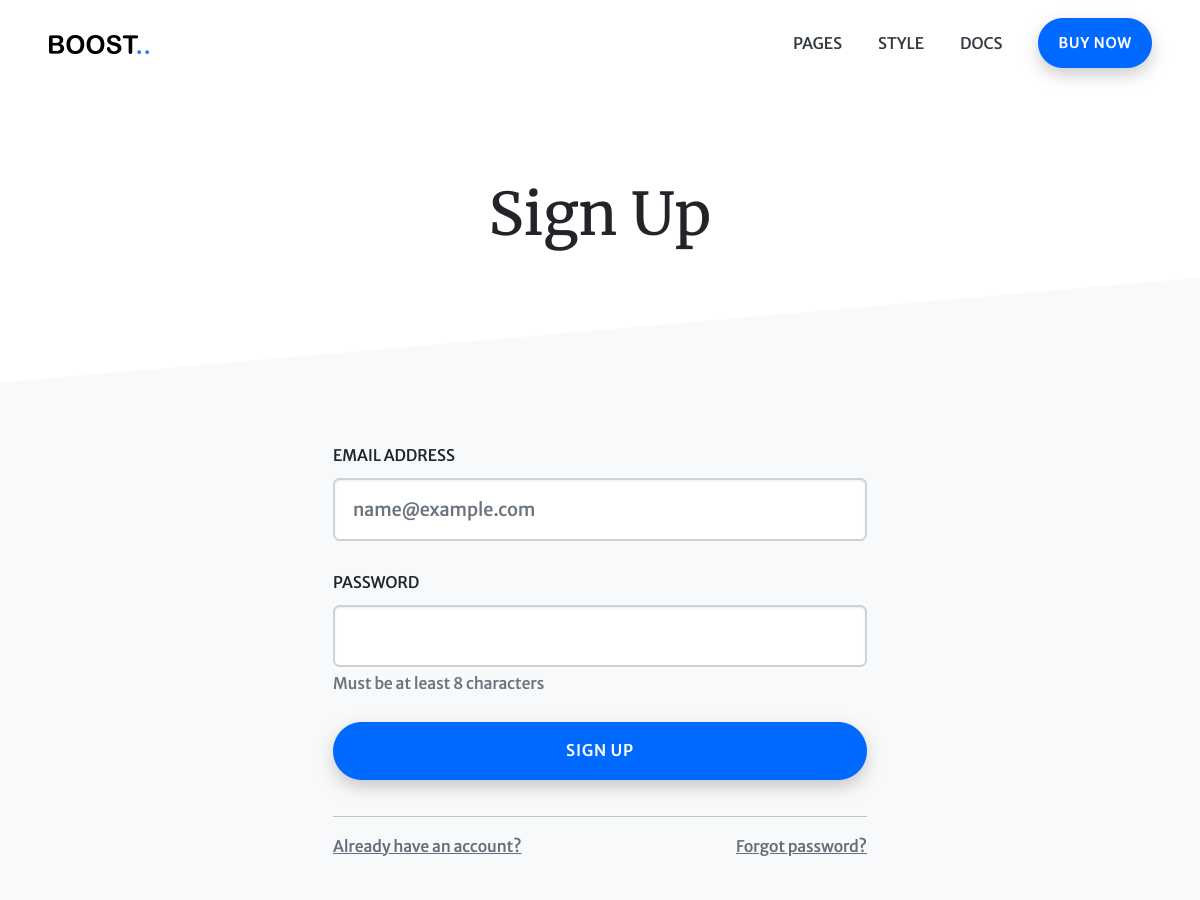 BOOST..
PAGES STYLE DOCS BUY NOW
Sign Up
EMAIL ADDRESS
name@example.com
PASSWORD
Must be at least 8 characters
SIGN UP
Already have an account? Forgot password?